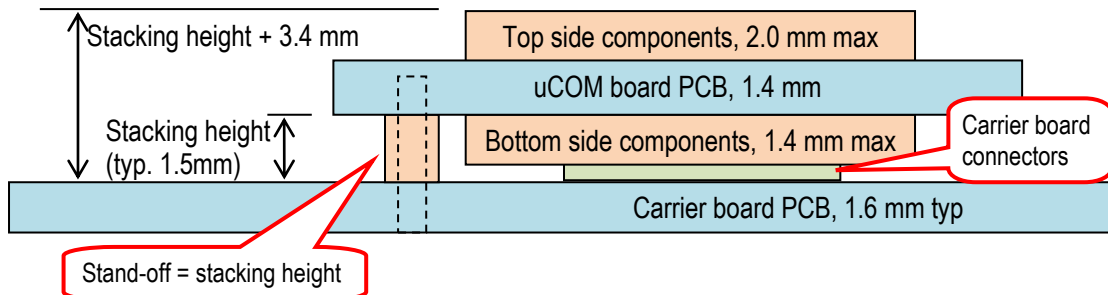 Stacking height + 3.4 mm
Top side components, 2.0 mm max
uCOM board PCB, 1.4 mm
Stacking height
(typ. 1.5mm)
Bottom side components, 1.4 mm max
Carrier board
connectors
Carrier board PCB, 1.6 mm typ
Stand-off = stacking height